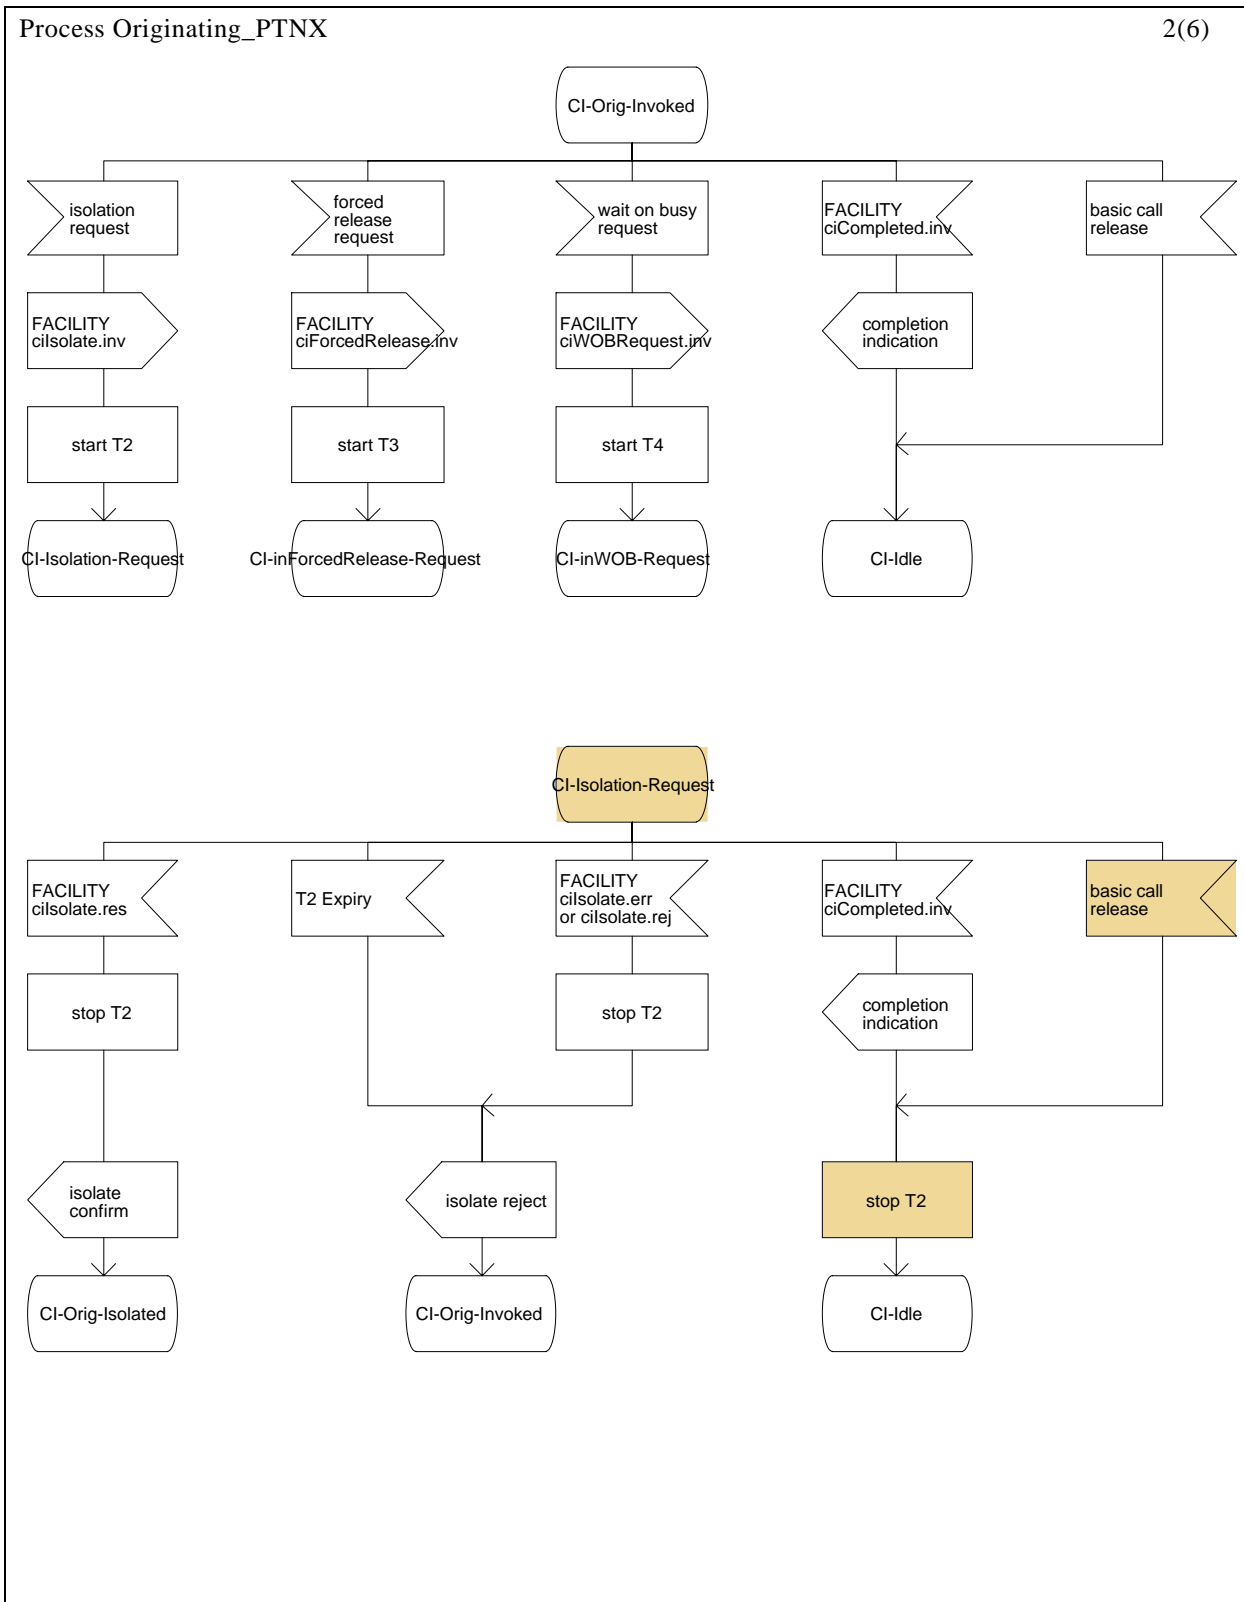 Process Originating_PTNX
2(6)
CI-Orig-Invoked
isolation
request
forced
release
request
wait on busy
request
FACILITY
ciCompleted.inv
basic call
release
FACILITY
ciIsolate.inv
FACILITY
ciForcedRelease.inv
FACILITY
ciWOBRequest.inv
completion
indication
start T2
start T3
start T4
CI-Isolation-Request
CI-inForcedRelease-Request
CI-inWOB-Request
CI-Idle
CI-Isolation-Request
FACILITY
ciIsolate.res
T2 Expiry
FACILITY
ciIsolate.err
or ciIsolate.rej
FACILITY
ciCompleted.inv
basic call
release
stop T2
stop T2
completion
indication
isolate
confirm
isolate reject
stop T2
CI-Orig-Isolated
CI-Orig-Invoked
CI-Idle